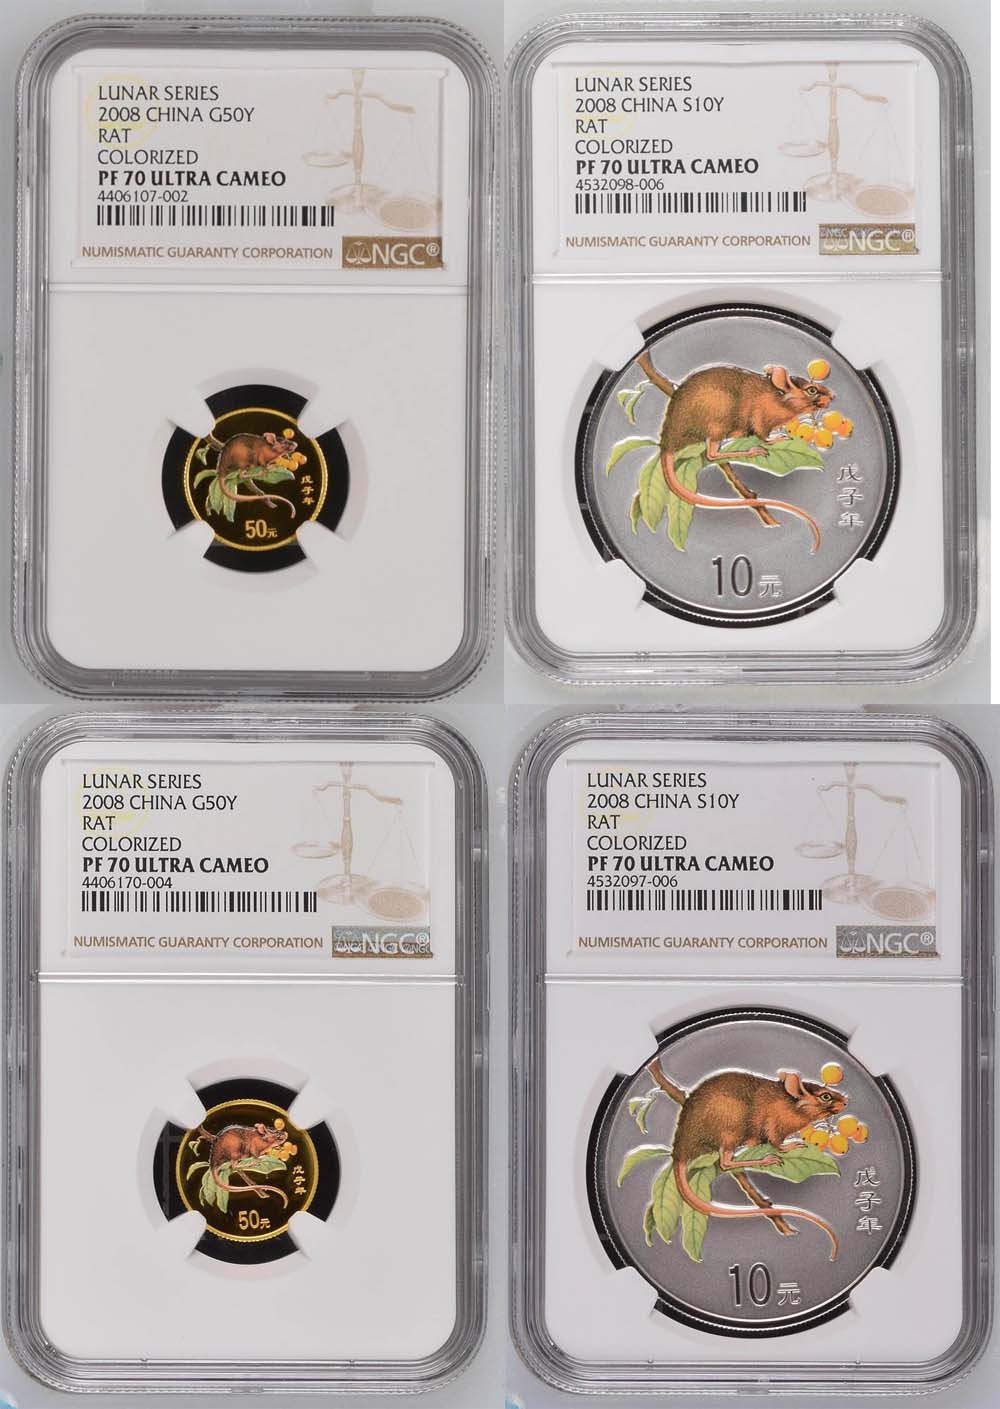 LUNAR SERIES
2008 CHINA G50Y
RAT
COLORIZED
PF 70 ULTRA CAMEO
4406107-002
NUMISMATIC GUARANTY CORPORATION NGC®
戊子年
50元
LUNAR SERIES
2008 CHINA S10Y
RAT
COLORIZED
PF 70 ULTRA CAMEO
4532098-006
NUMISMATIC GUARANTY CORPORATION NGC®
戊子年
10元
LUNAR SERIES
2008 CHINA G50Y
RAT
COLORIZED
PF 70 ULTRA CAMEO
4406170-004
NUMISMATIC GUARANTY CORPORATION NGC®
戊子年
50元
LUNAR SERIES
2008 CHINA S10Y
RAT
COLORIZED
PF 70 ULTRA CAMEO
4532097-006
NUMISMATIC GUARANTY CORPORATION NGC®
戊子年
10元